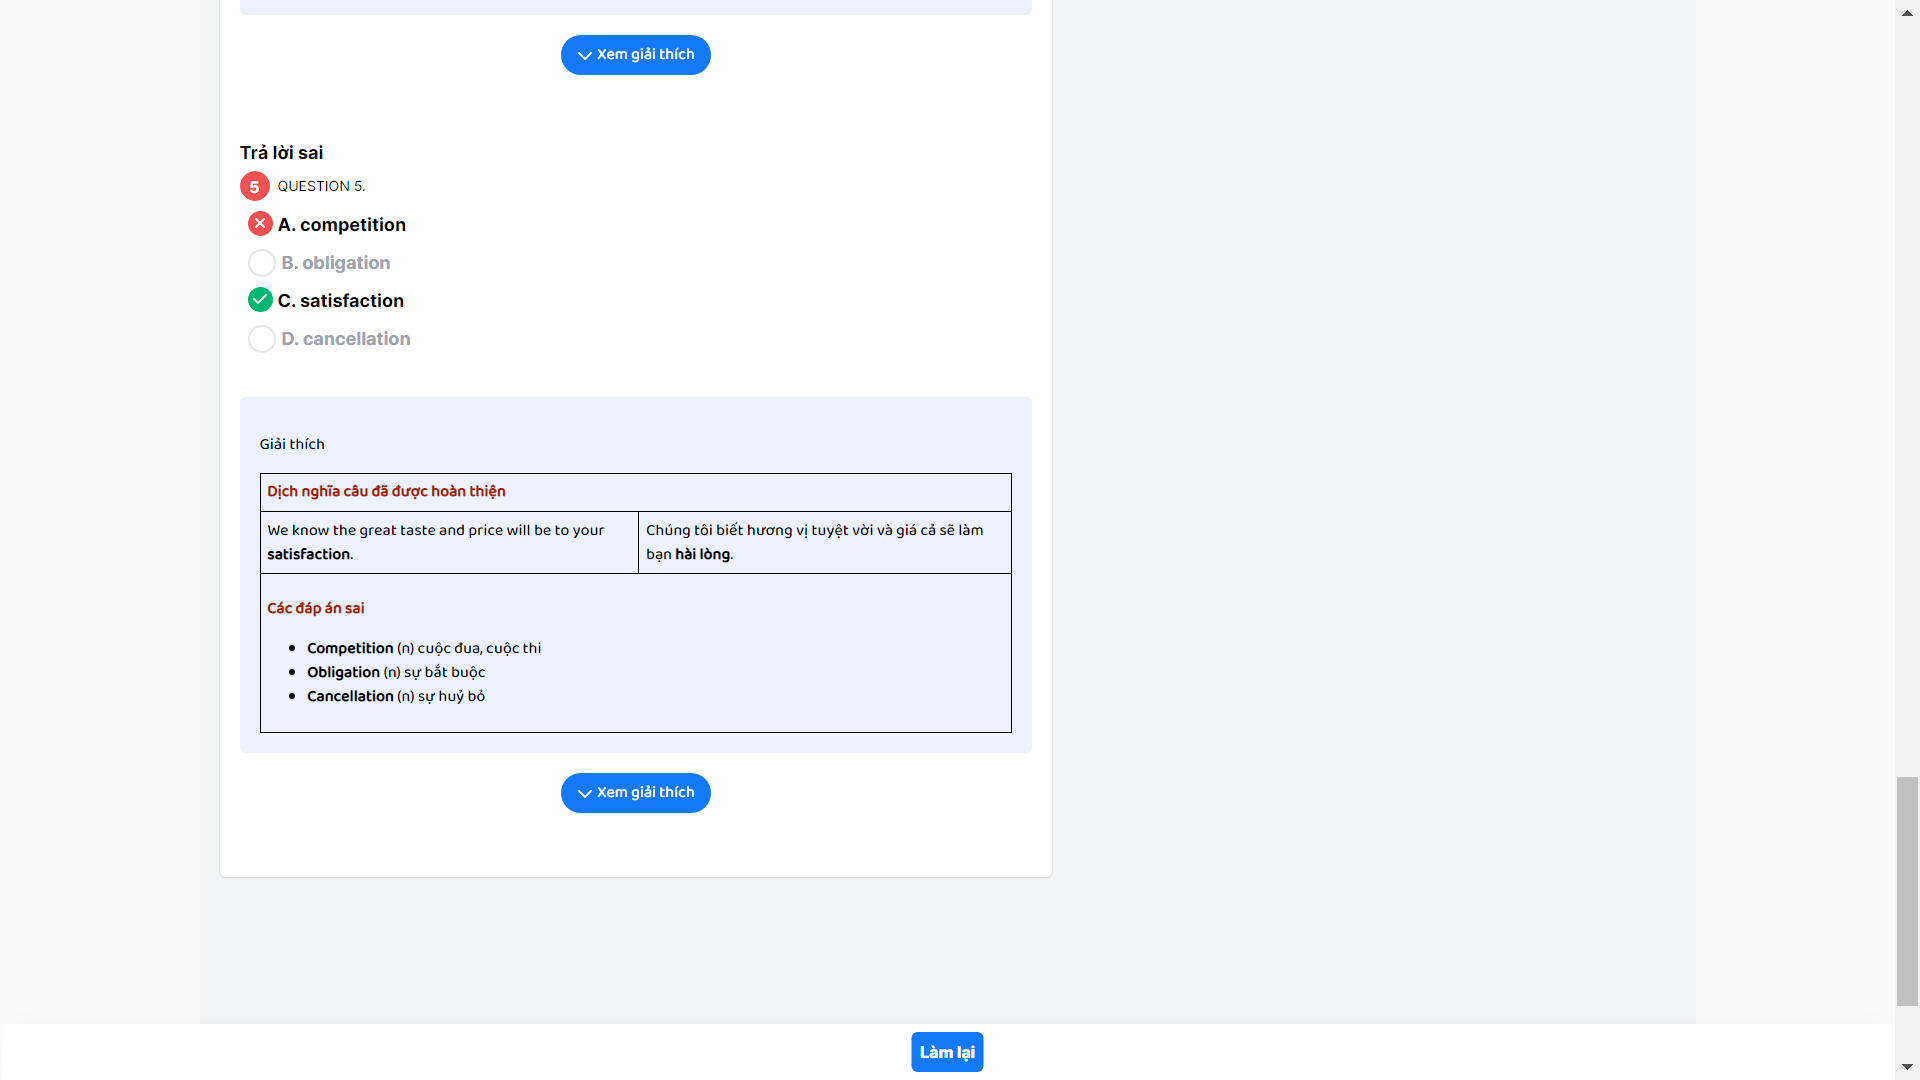 Xem giải thích
Trả lời sai
5 QUESTION 5.
A. competition
B. obligation
C. satisfaction
D. cancellation
Giải thích
Dịch nghĩa câu đã được hoàn thiện
We know the great taste and price will be to your
satisfaction.
Chúng tôi biết hương vị tuyệt vời và giá cả sẽ làm
bạn hài lòng.
Các đáp án sai
Competition (n) cuộc đua, cuộc thi
Obligation (n) sự bắt buộc
Cancellation (n) sự huỷ bỏ
Xem giải thích
Làm lại